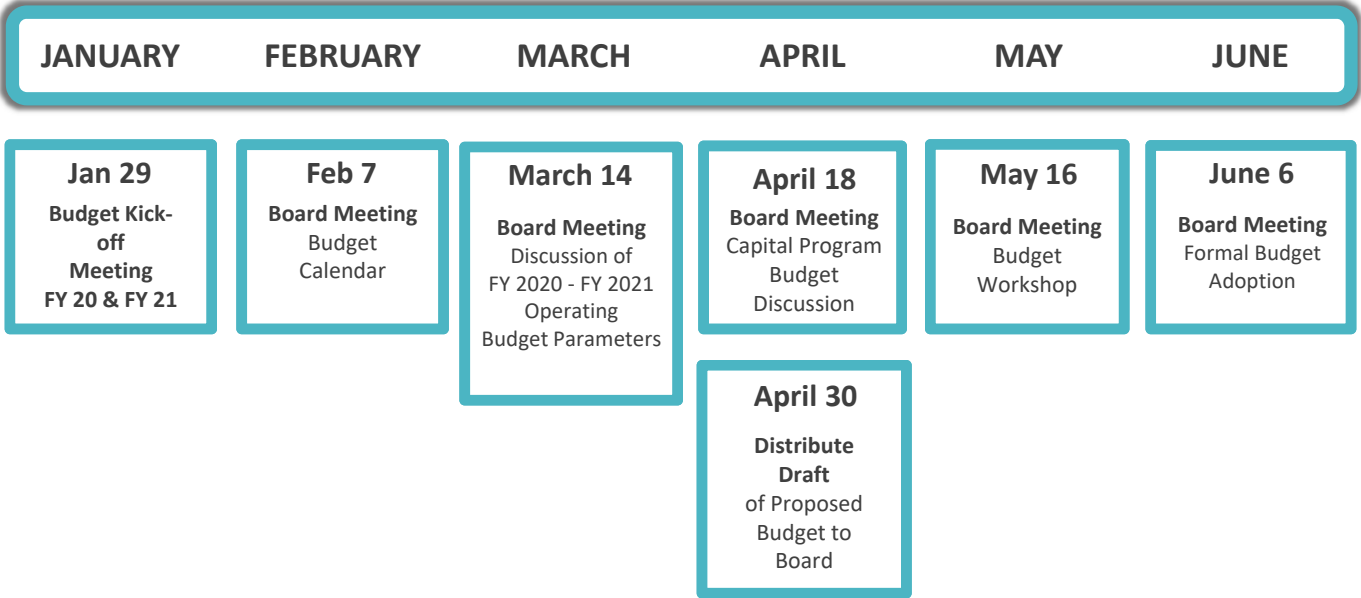 JANUARY FEBRUARY MARCH APRIL MAY JUNE
Jan 29
Budget Kick-
off
Meeting
FY 20 & FY 21
Feb 7
Board Meeting
Budget
Calendar
March 14
Board Meeting
Discussion of
FY 2020 - FY 2021
Operating
Budget Parameters
April 18
Board Meeting
Capital Program
Budget
Discussion
April 30
Distribute
Draft
of Proposed
Budget to
Board
May 16
Board Meeting
Budget
Workshop
June 6
Board Meeting
Formal Budget
Adoption